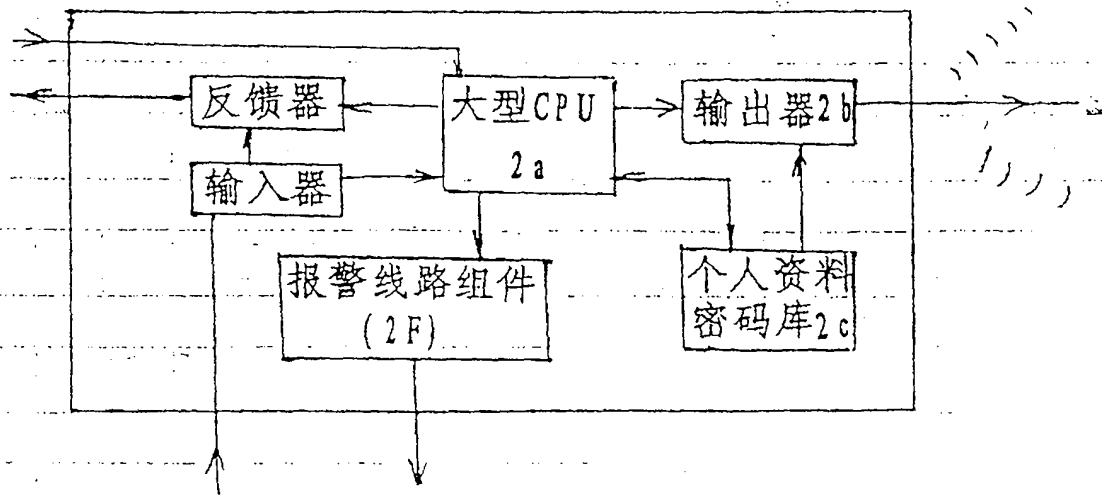 反馈器
大型CPU
2a
输出器2b
输入器
报警线路组件
(2F)
个人资料
密码库2c